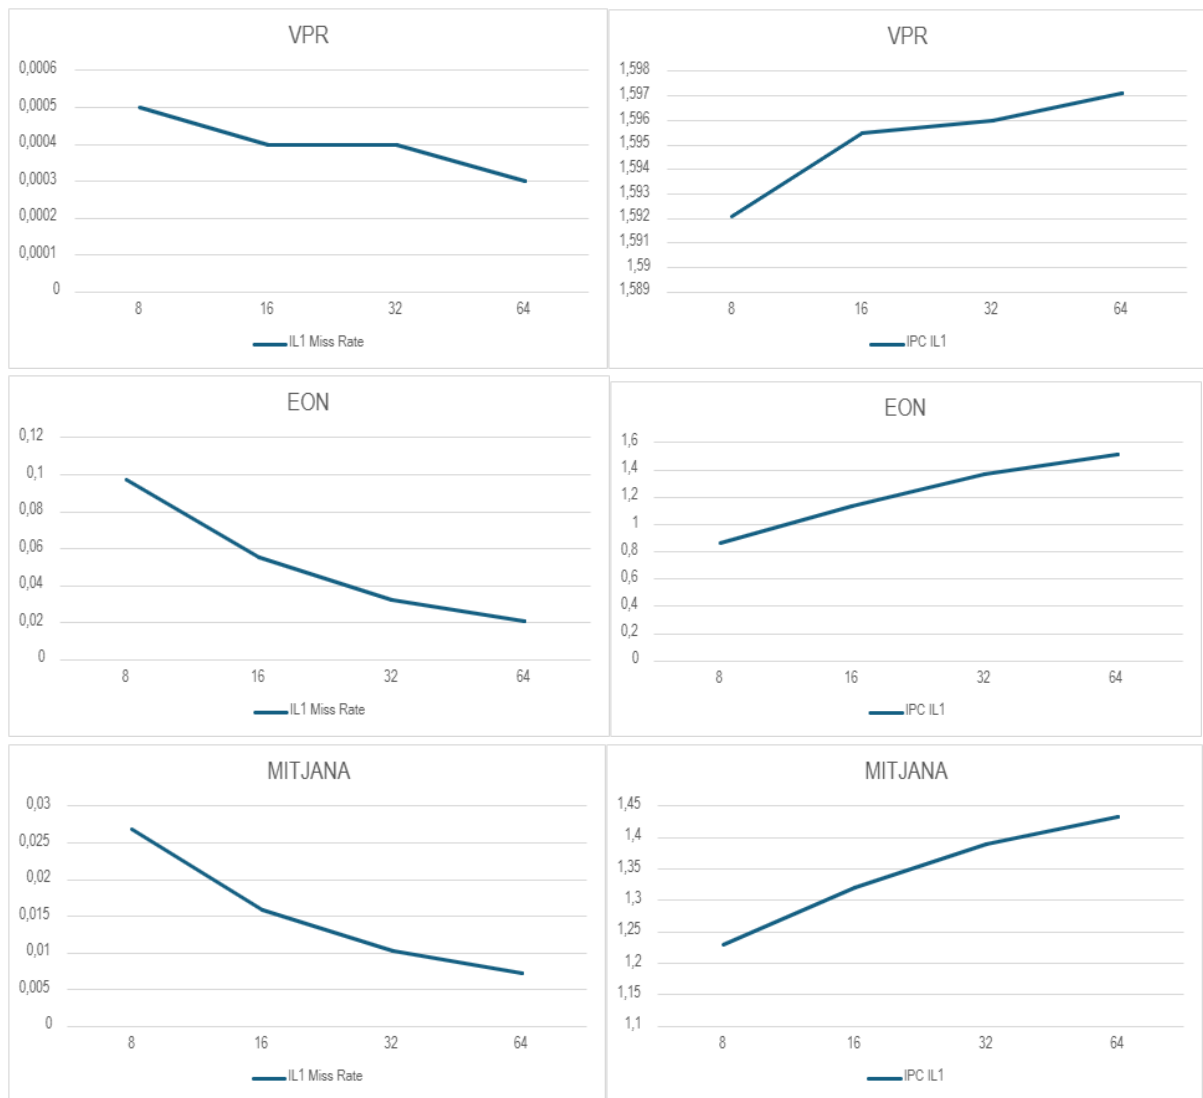 VPR
0,0006
0,0005
0,0004
0,0003
0,0002
0,0001
0
8 16 32 64
IL1 Miss Rate
VPR
1,598
1,597
1,596
1,595
1,594
1,593
1,592
1,591
1,59
1,589
8 16 32 64
IPC IL1
EON
0,12
0,1
0,08
0,06
0,04
0,02
0
8 16 32 64
IL1 Miss Rate
EON
1,6
1,4
1,2
1
0,8
0,6
0,4
0,2
0
8 16 32 64
IPC IL1
MITJANA
0,03
0,025
0,02
0,015
0,01
0,005
0
8 16 32 64
IL1 Miss Rate
MITJANA
1,45
1,4
1,35
1,3
1,25
1,2
1,15
1,1
8 16 32 64
IPC IL1